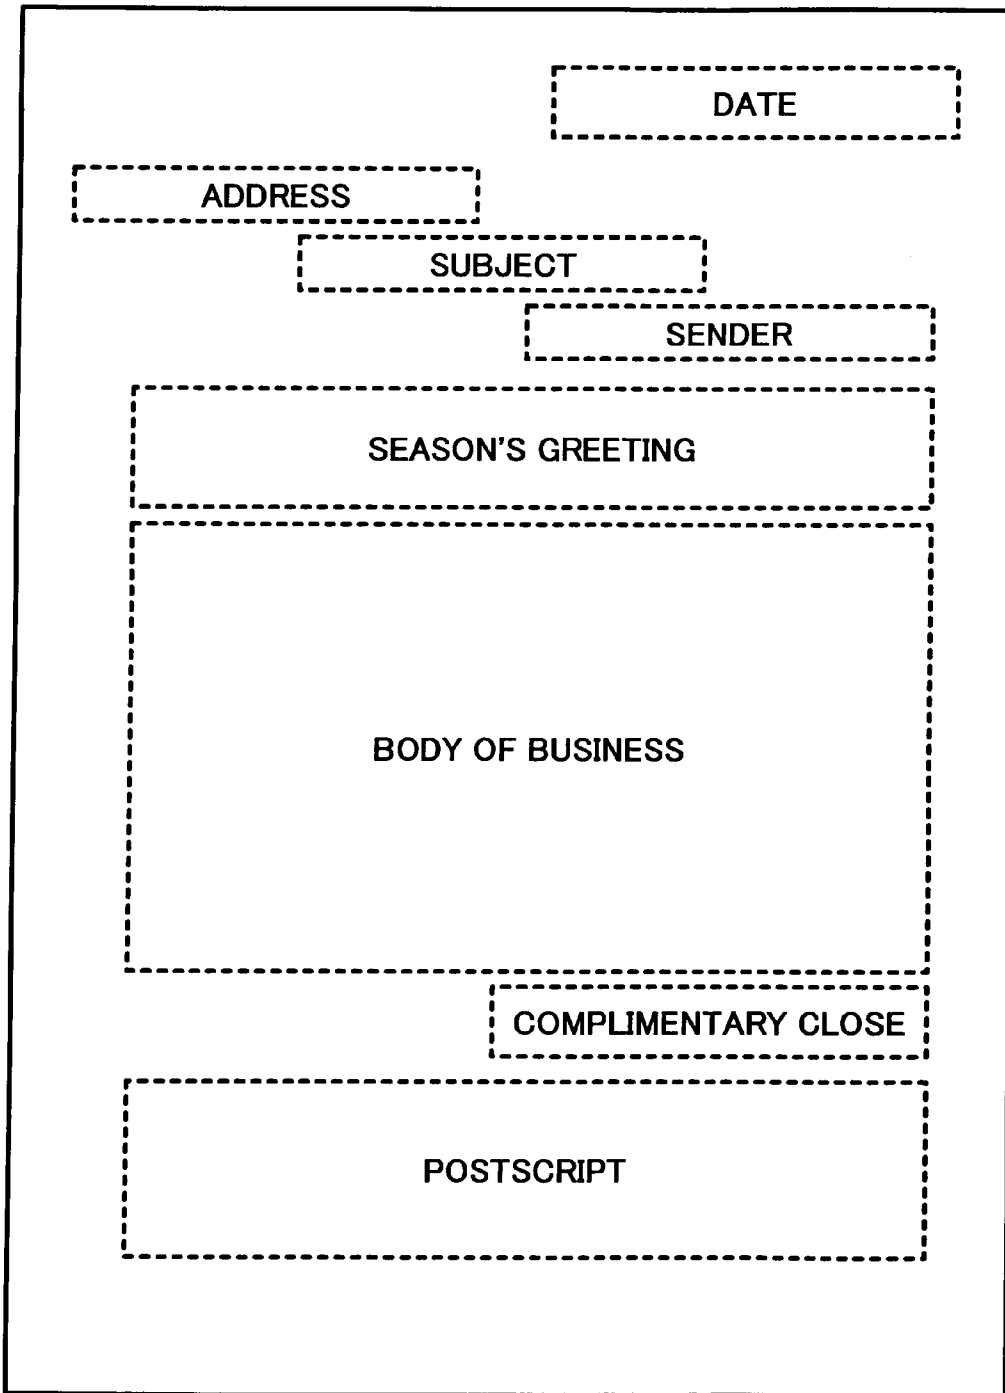 DATE
ADDRESS
SUBJECT
SENDER
SEASON'S GREETING
BODY OF BUSINESS
COMPLIMENTARY CLOSE
POSTSCRIPT